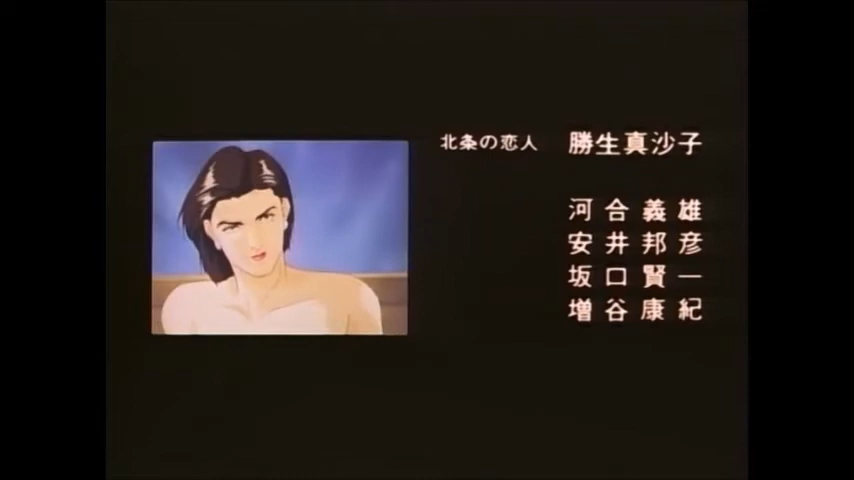 北条の恋人 勝生真沙子
河合義雄
安井邦彦
坂口賢一
増谷康紀